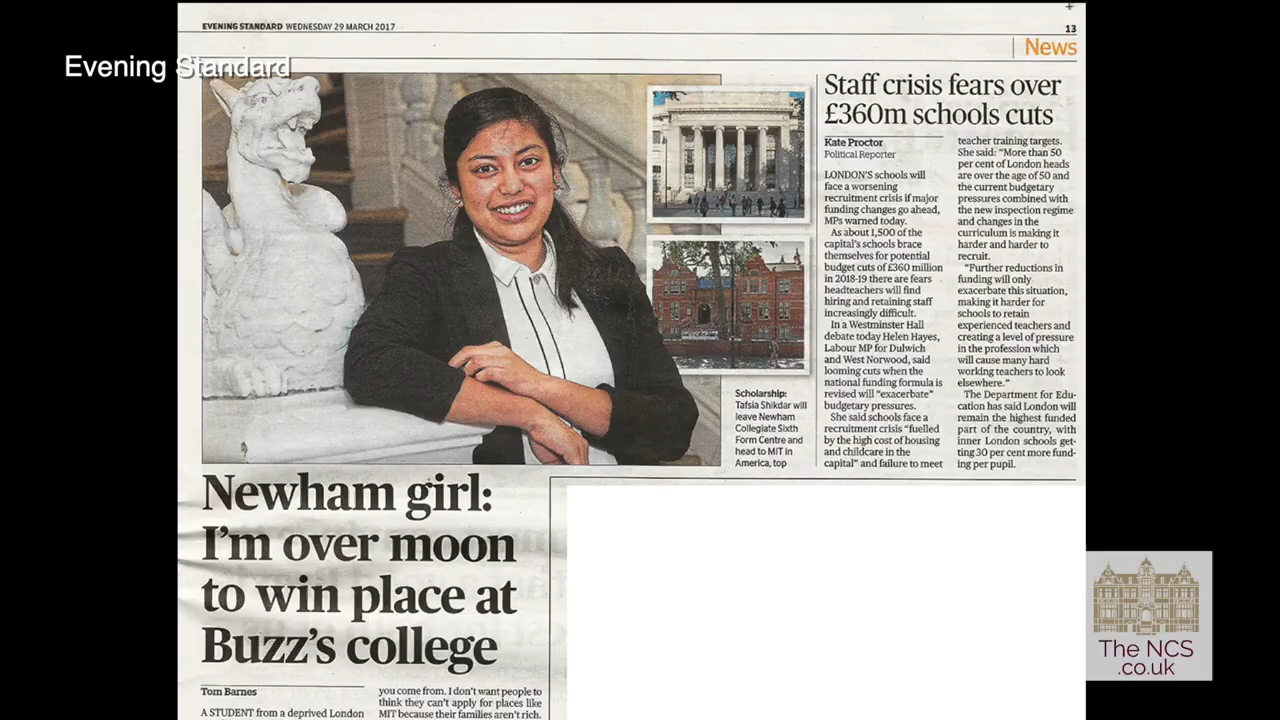 EVENING STANDARD WEDNESDAY 29 MARCH 2017
13
News
Evening Standard
Staff crisis fears over
£360m schools cuts
Kate Proctor
Political Reporter
LONDON'S schools will
face a worsening
recruitment crisis if major
funding changes go ahead,
MPs warned today.
As about 1,500 of the
capital's schools brace
themselves for potential
budget cuts of £360 million
in 2018-19 there are fears
headteachers will find
hiring and retaining staff
increasingly difficult.
In a Westminster Hall
debate today Helen Hayes,
Labour MP for Dulwich
and West Norwood, said
looming cuts when the
national funding formula is
revised will “exacerbate”
budgetary pressures.
She said schools face a
recruitment crisis “fuelled
by the high cost of housing
and childcare in the
capital” and failure to meet
teacher training targets.
She said: “More than 50
per cent of London heads
are over the age of 50 and
the current budgetary
pressures combined with
the new inspection regime
and changes in the
curriculum is making it
harder and harder to
recruit.
“Further reductions in
funding will only
exacerbate this situation,
making it harder for
schools to retain
experienced teachers and
creating a level of pressure
in the profession which
will cause many hard
working teachers to look
elsewhere.”
The Department for Edu-
cation has said London will
remain the highest funded
part of the country, with
inner London schools get-
ting 30 per cent more fund-
ing per pupil.
Scholarship:
Tafsia Shikdar will
leave Newham
Collegiate Sixth
Form Centre and
head to MIT in
America, top
Newham girl:
I'm over moon
to win place at
Buzz's college
Tom Barnes
A STUDENT from a deprived London
you come from. I don't want people to
think they can't apply for places like
MIT because their families aren't rich.
The NCS
.co.uk